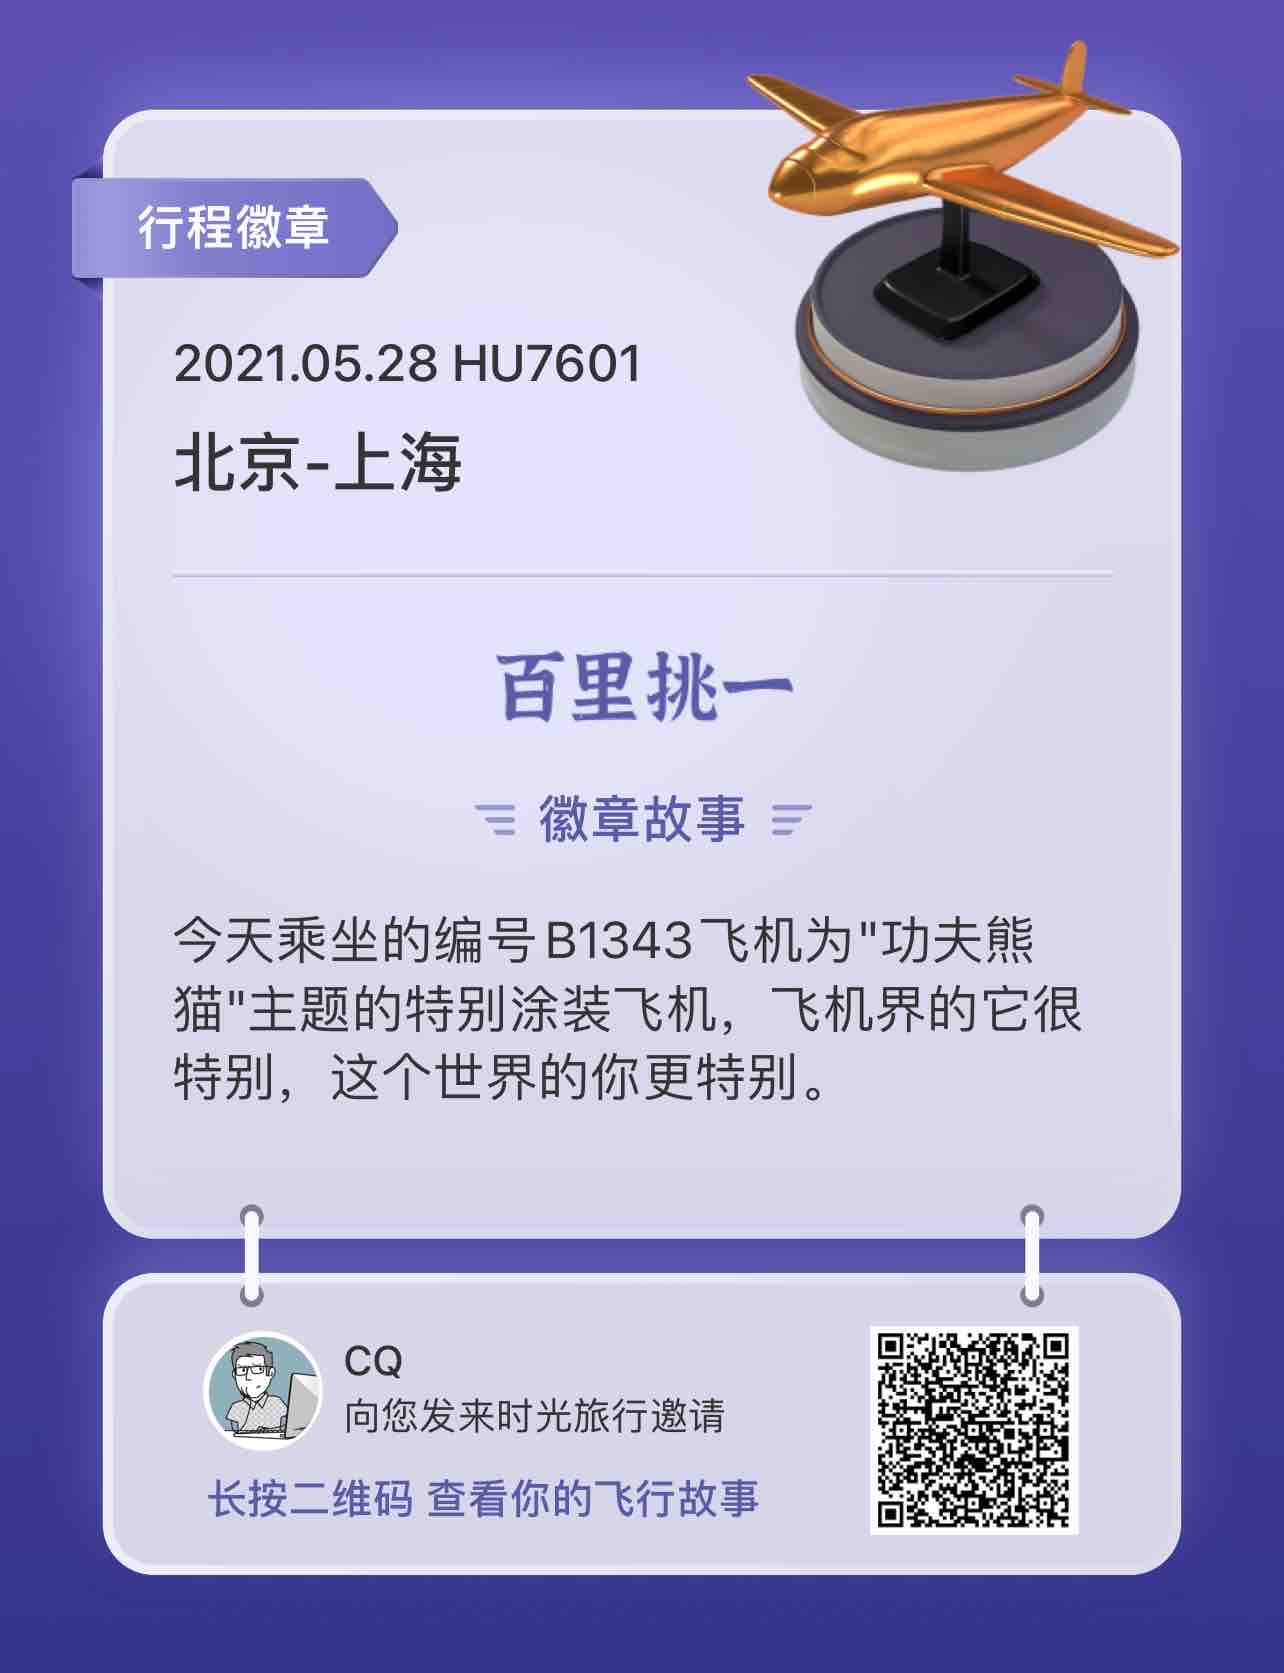 行程徽章
2021.05.28 HU7601
北京-上海
百里挑一
徽章故事
今天乘坐的编号B1343飞机为"功夫熊
猫"主题的特别涂装飞机，飞机界的它很
特别，这个世界的你更特别。
CQ
向您发来时光旅行邀请
长按二维码 查看你的飞行故事